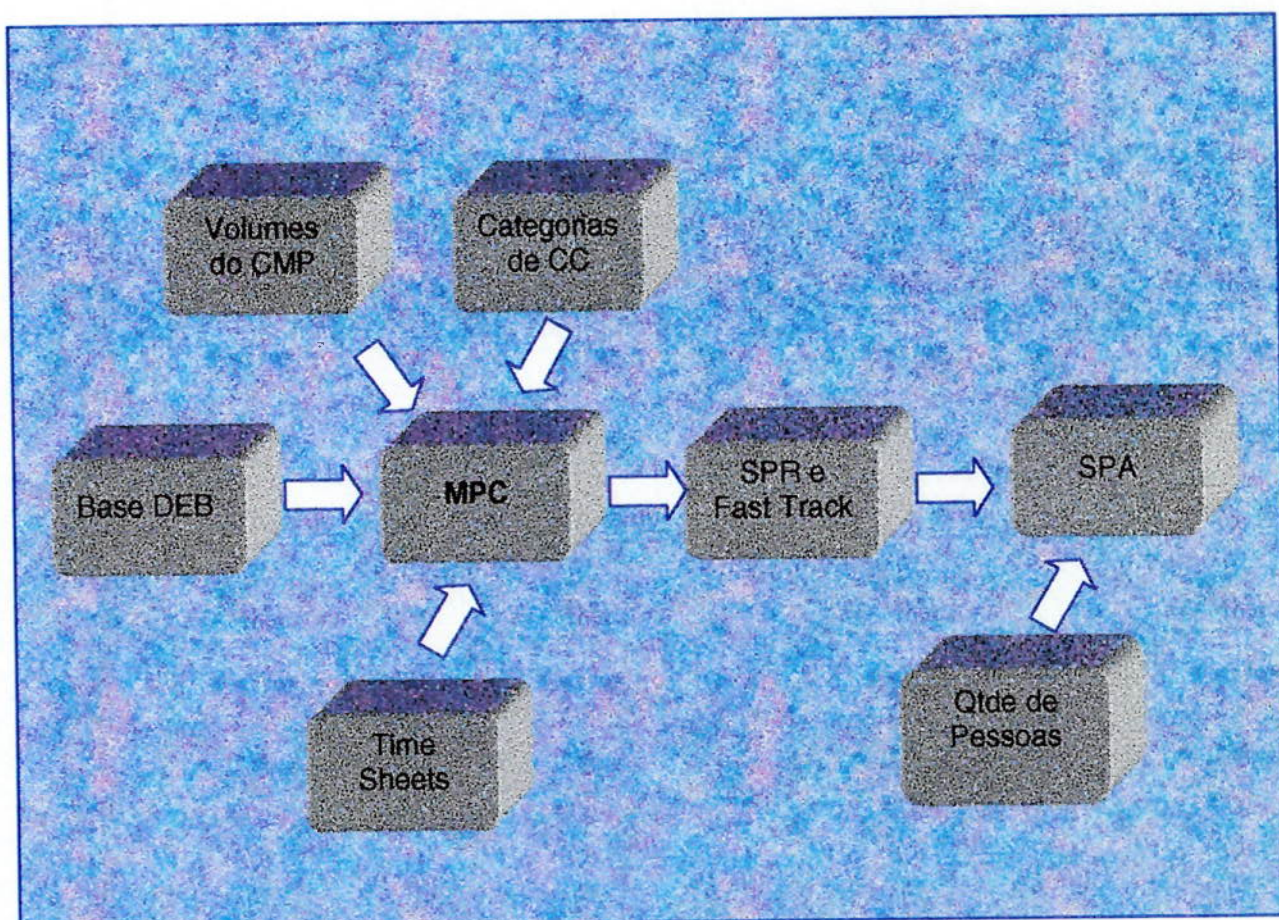 Volumes
do CMP
Categorias
de CC
Base DEB
MPC
SPR e
Fast Track
SPA
Time
Sheets
Qtde de
Pessoas